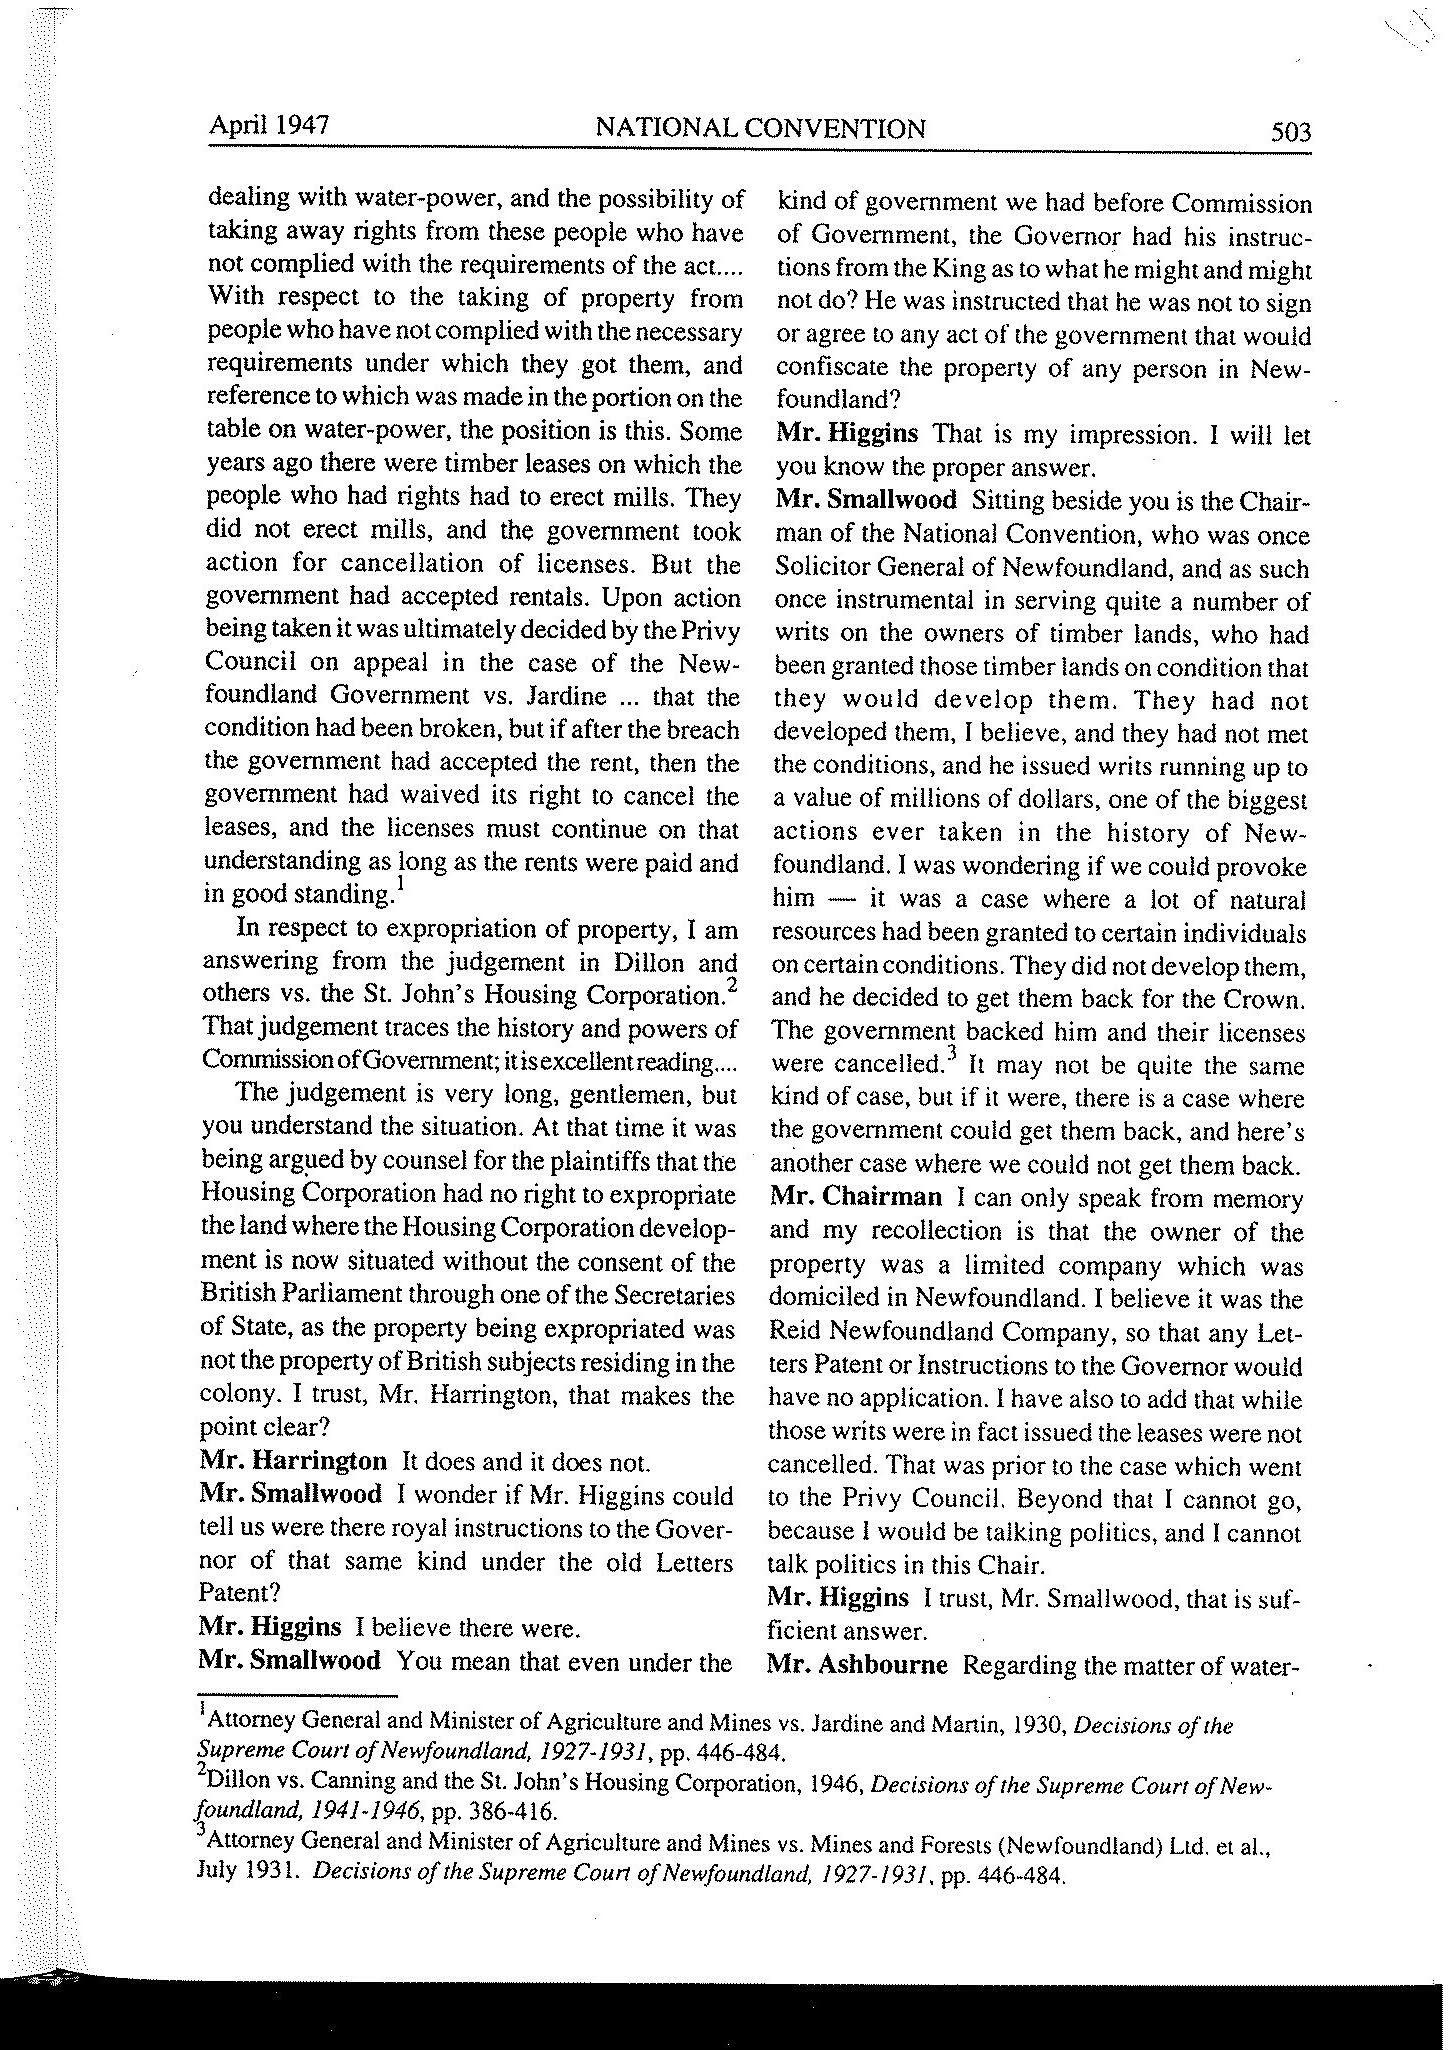 April 1947
NATIONAL CONVENTION
503
dealing with water-power, and the possibility of
taking away rights from these people who have
not complied with the requirements of the act....
With respect to the taking of property from
people who have not complied with the necessary
requirements under which they got them, and
reference to which was made in the portion on the
table on water-power, the position is this. Some
years ago there were timber leases on which the
people who had rights had to erect mills. They
did not erect mills, and the government took
action for cancellation of licenses. But the
government had accepted rentals. Upon action
being taken it was ultimately decided by the Privy
Council on appeal in the case of the New-
foundland Government vs. Jardine ... that the
condition had been broken, but if after the breach
the government had accepted the rent, then the
government had waived its right to cancel the
leases, and the licenses must continue on that
understanding as long as the rents were paid and
in good standing.¹
In respect to expropriation of property, I am
answering from the judgement in Dillon and
others vs. the St. John's Housing Corporation.²
That judgement traces the history and powers of
Commission of Government; it is excellent reading....
The judgement is very long, gentlemen, but
you understand the situation. At that time it was
being argued by counsel for the plaintiffs that the
Housing Corporation had no right to expropriate
the land where the Housing Corporation develop-
ment is now situated without the consent of the
British Parliament through one of the Secretaries
of State, as the property being expropriated was
not the property of British subjects residing in the
colony. I trust, Mr. Harrington, that makes the
point clear?
Mr. Harrington It does and it does not.
Mr. Smallwood I wonder if Mr. Higgins could
tell us were there royal instructions to the Gover-
nor of that same kind under the old Letters
Patent?
Mr. Higgins I believe there were.
Mr. Smallwood You mean that even under the
kind of government we had before Commission
of Government, the Governor had his instruc-
tions from the King as to what he might and might
not do? He was instructed that he was not to sign
or agree to any act of the government that would
confiscate the property of any person in New-
foundland?
Mr. Higgins That is my impression. I will let
you know the proper answer.
Mr. Smallwood Sitting beside you is the Chair-
man of the National Convention, who was once
Solicitor General of Newfoundland, and as such
once instrumental in serving quite a number of
writs on the owners of timber lands, who had
been granted those timber lands on condition that
they would develop them. They had not
developed them, I believe, and they had not met
the conditions, and he issued writs running up to
a value of millions of dollars, one of the biggest
actions ever taken in the history of New-
foundland. I was wondering if we could provoke
him — it was a case where a lot of natural
resources had been granted to certain individuals
on certain conditions. They did not develop them,
and he decided to get them back for the Crown.
The government backed him and their licenses
were cancelled.³ It may not be quite the same
kind of case, but if it were, there is a case where
the government could get them back, and here's
another case where we could not get them back.
Mr. Chairman I can only speak from memory
and my recollection is that the owner of the
property was a limited company which was
domiciled in Newfoundland. I believe it was the
Reid Newfoundland Company, so that any Let-
ters Patent or Instructions to the Governor would
have no application. I have also to add that while
those writs were in fact issued the leases were not
cancelled. That was prior to the case which went
to the Privy Council. Beyond that I cannot go,
because I would be talking politics, and I cannot
talk politics in this Chair.
Mr. Higgins I trust, Mr. Smallwood, that is suf-
ficient answer.
Mr. Ashbourne Regarding the matter of water-
¹Attorney General and Minister of Agriculture and Mines vs. Jardine and Martin, 1930, Decisions of the
Supreme Court of Newfoundland, 1927-1931, pp. 446-484.
²Dillon vs. Canning and the St. John's Housing Corporation, 1946, Decisions of the Supreme Court of New-
foundland, 1941-1946, pp. 386-416.
³Attorney General and Minister of Agriculture and Mines vs. Mines and Forests (Newfoundland) Ltd. et al.,
July 1931. Decisions of the Supreme Court of Newfoundland, 1927-1931, pp. 446-484.